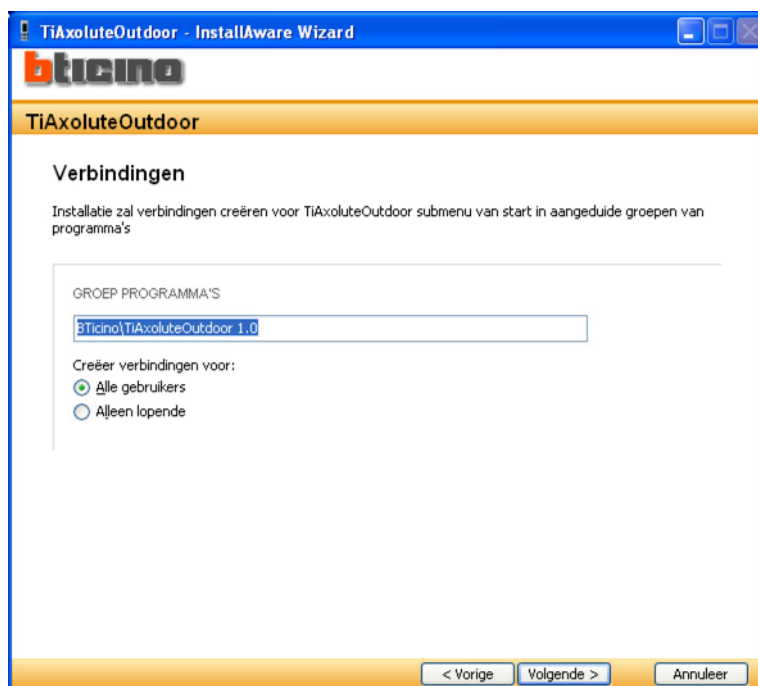 TiAxoluteOutdoor - InstallAware Wizard
bticino
TiAxoluteOutdoor
Verbindingen
Installatie zal verbindingen creëren voor TiAxoluteOutdoor submenu van start in aangeduide groepen van
programma's
GROEP PROGRAMMA'S
BTicino\TiAxoluteOutdoor 1.0
Creëer verbindingen voor:
Alle gebruikers
Alleen lopende
< Vorige
Volgende >
Annuleer